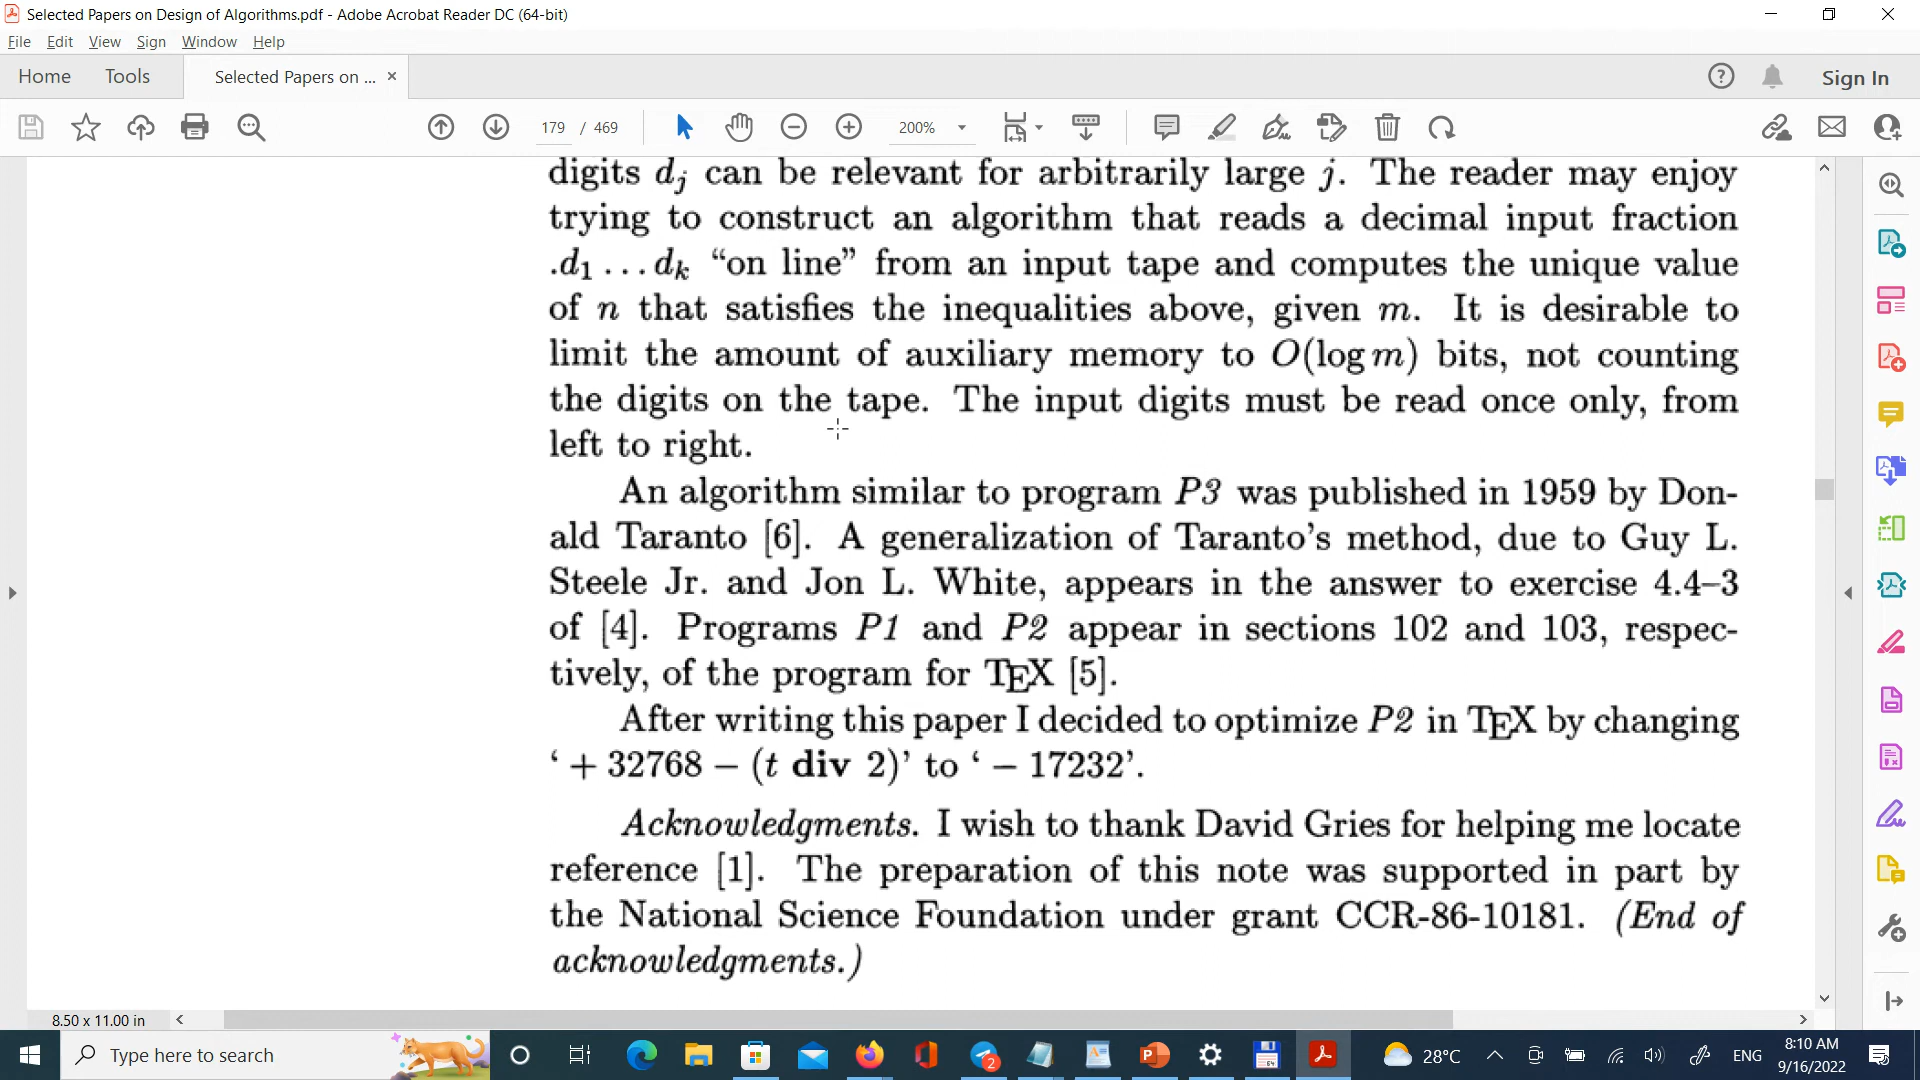 Selected Papers on Design of Algorithms.pdf - Adobe Acrobat Reader DC (64-bit)
File Edit View Sign Window Help
Home Tools Selected Papers on ... × Sign In
179 / 469 200%
digits dⱼ can be relevant for arbitrarily large j. The reader may enjoy
trying to construct an algorithm that reads a decimal input fraction
.d₁ ... dₖ “on line” from an input tape and computes the unique value
of n that satisfies the inequalities above, given m. It is desirable to
limit the amount of auxiliary memory to O(log m) bits, not counting
the digits on the tape. The input digits must be read once only, from
left to right.
An algorithm similar to program P3 was published in 1959 by Don-
ald Taranto [6]. A generalization of Taranto’s method, due to Guy L.
Steele Jr. and Jon L. White, appears in the answer to exercise 4.4–3
of [4]. Programs P1 and P2 appear in sections 102 and 103, respec-
tively, of the program for TEX [5].
After writing this paper I decided to optimize P2 in TEX by changing
‘ + 32768 − (t div 2)’ to ‘ − 17232’.
Acknowledgments. I wish to thank David Gries for helping me locate
reference [1]. The preparation of this note was supported in part by
the National Science Foundation under grant CCR-86-10181. (End of
acknowledgments.)
8.50 x 11.00 in
Type here to search
2
28°C
ENG
8:10 AM
9/16/2022